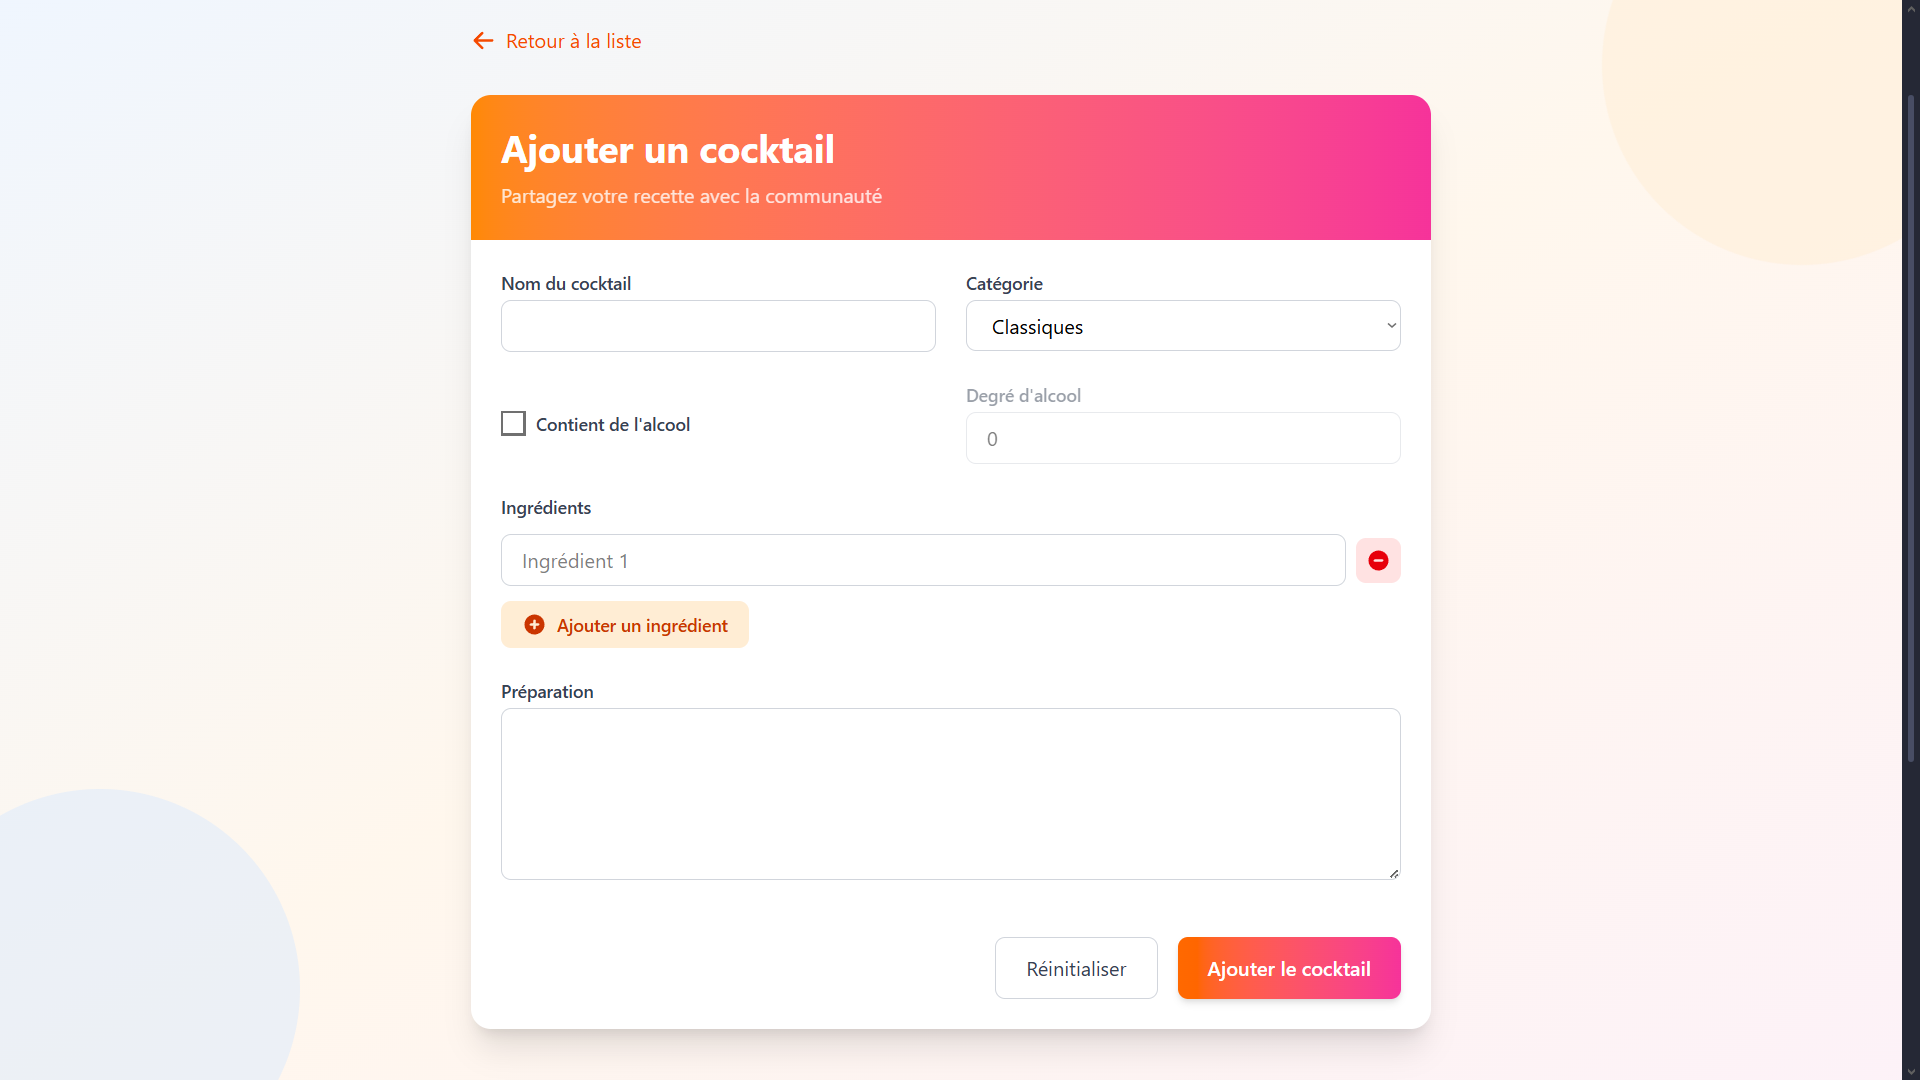 Retour à la liste
Ajouter un cocktail
Partagez votre recette avec la communauté
Nom du cocktail
Catégorie
Classiques
Contient de l'alcool
Degré d'alcool
0
Ingrédients
Ingrédient 1
Ajouter un ingrédient
Préparation
Réinitialiser
Ajouter le cocktail